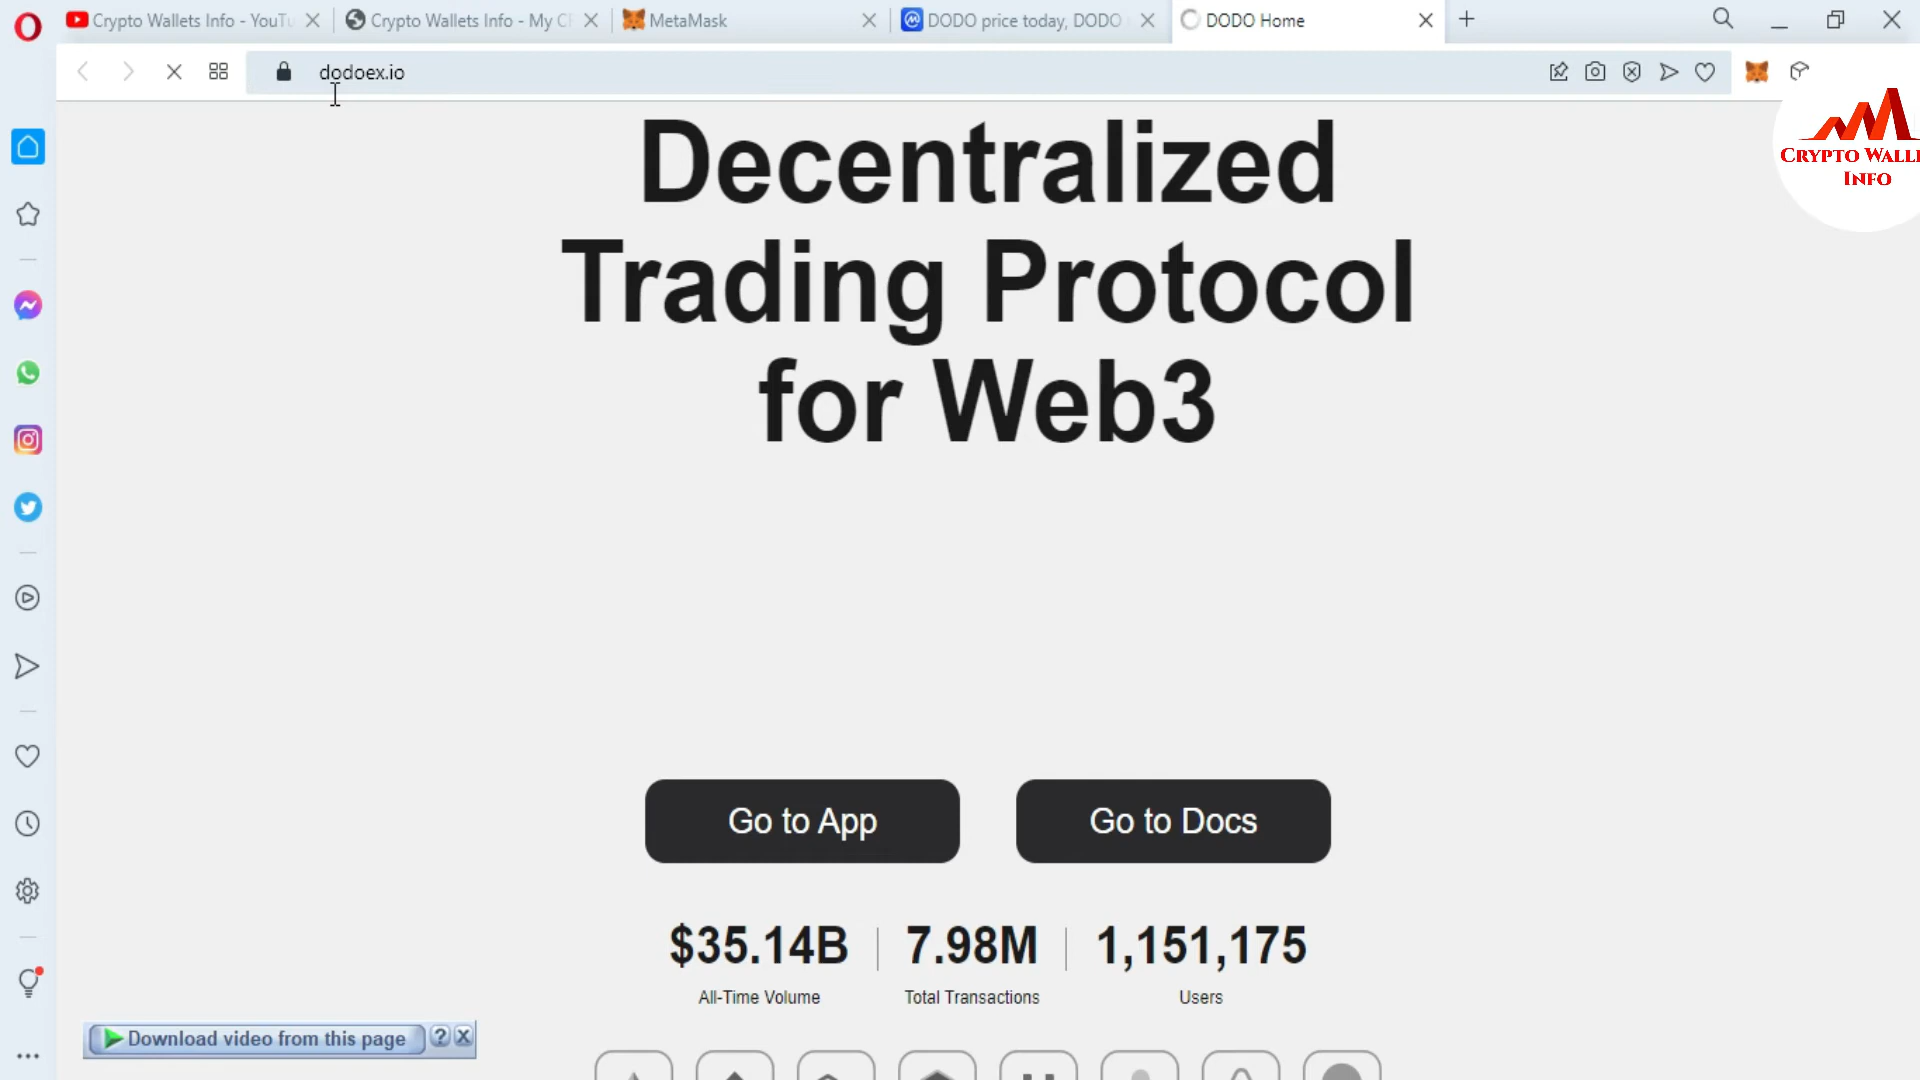 Crypto Wallets Info - YouTu
Crypto Wallets Info - My C
MetaMask
DODO price today, DODO
DODO Home
dodoex.io
CRYPTO WALLE
INFO
Decentralized
Trading Protocol
for Web3
Go to App
Go to Docs
$35.14B
7.98M
1,151,175
All-Time Volume
Total Transactions
Users
Download video from this page
?